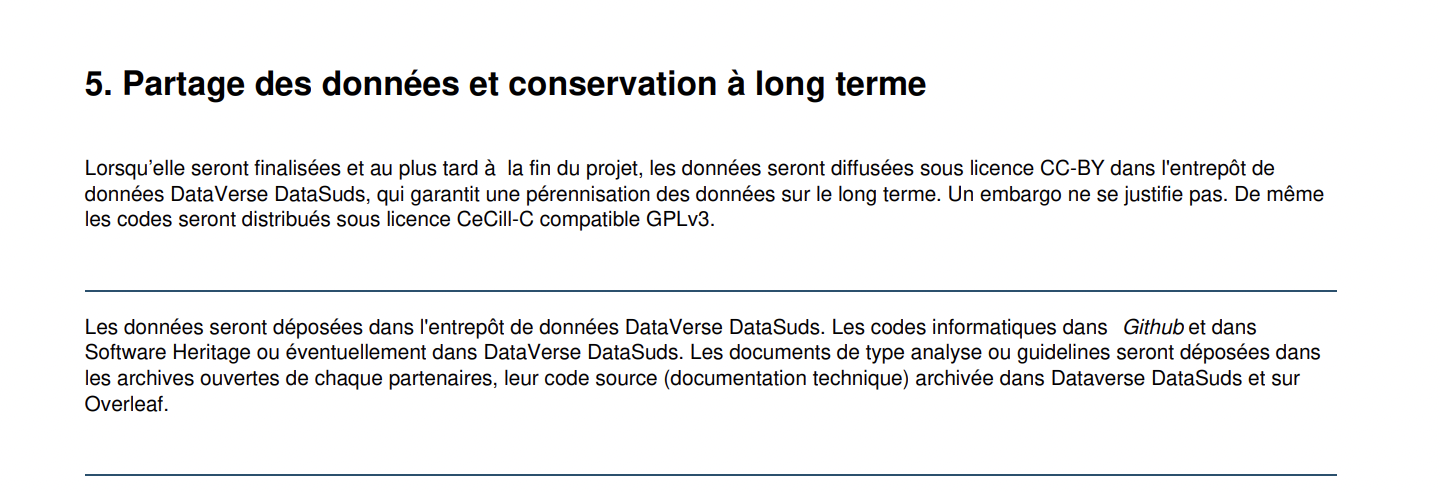 5. Partage des données et conservation à long terme
Lorsqu’elle seront finalisées et au plus tard à  la fin du projet, les données seront diffusées sous licence CC-BY dans l'entrepôt de
données DataVerse DataSuds, qui garantit une pérennisation des données sur le long terme. Un embargo ne se justifie pas. De même
les codes seront distribués sous licence CeCill-C compatible GPLv3.
Les données seront déposées dans l'entrepôt de données DataVerse DataSuds. Les codes informatiques dans  Github et dans
Software Heritage ou éventuellement dans DataVerse DataSuds. Les documents de type analyse ou guidelines seront déposées dans
les archives ouvertes de chaque partenaires, leur code source (documentation technique) archivée dans Dataverse DataSuds et sur
Overleaf.